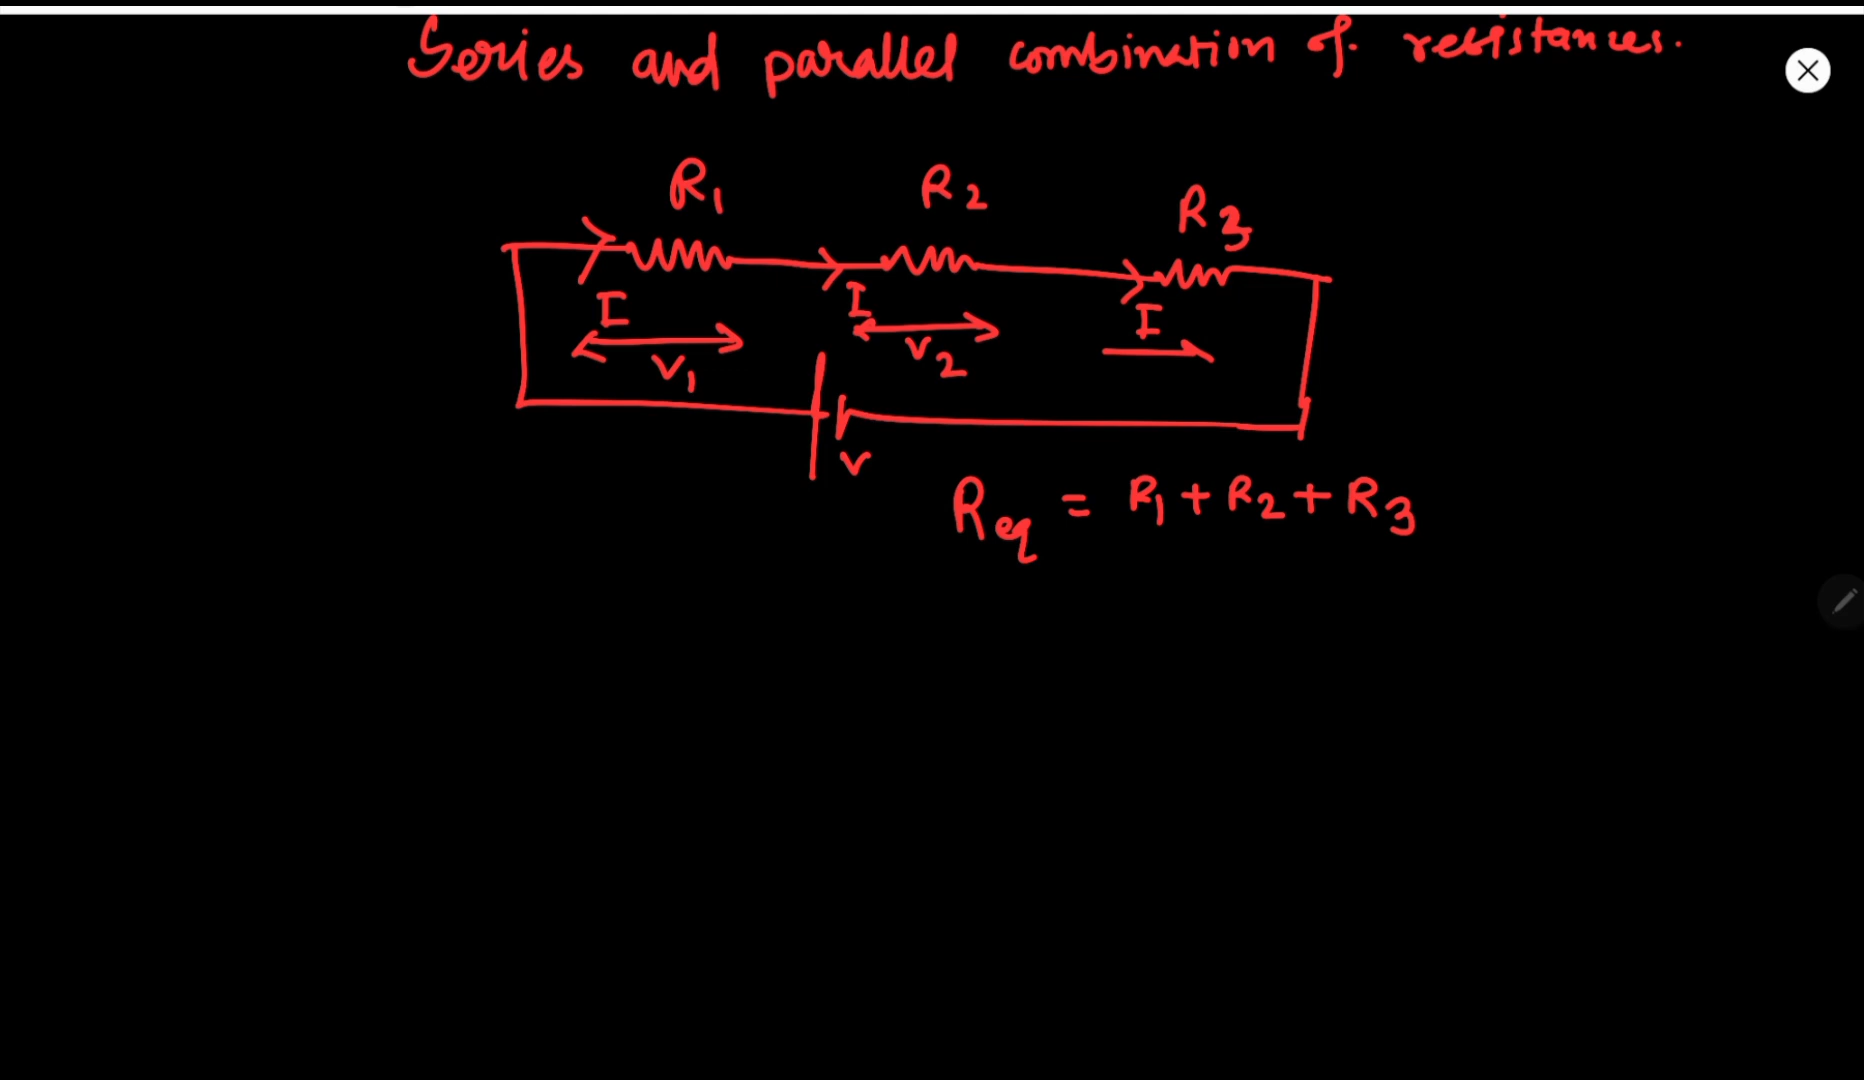 Series and parallel combination of. resistances.
R1 R2 R3
I I I
V1 V2
V
Req = R1 + R2 + R3